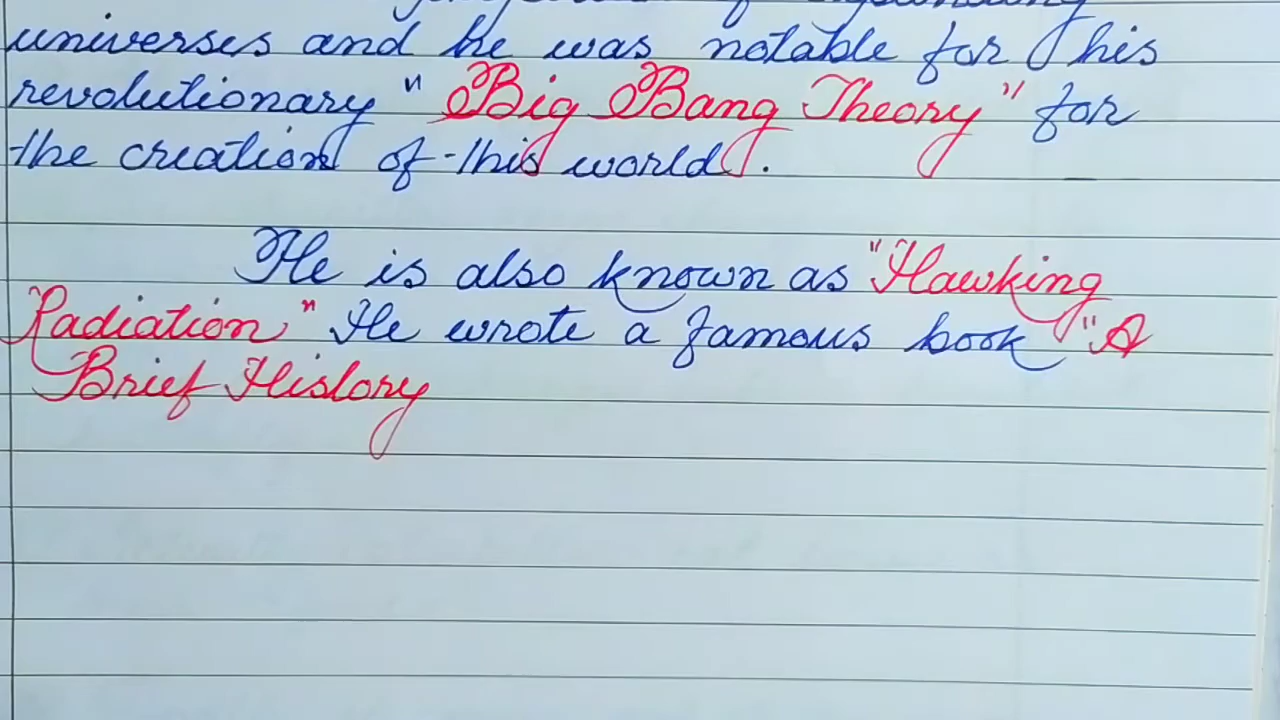 of
universes and he was notable for his
revolutionary "Big Bang Theory" for
the creation of this world.
He is also known as "Hawking
Radiation" He wrote a famous book "A
Brief History